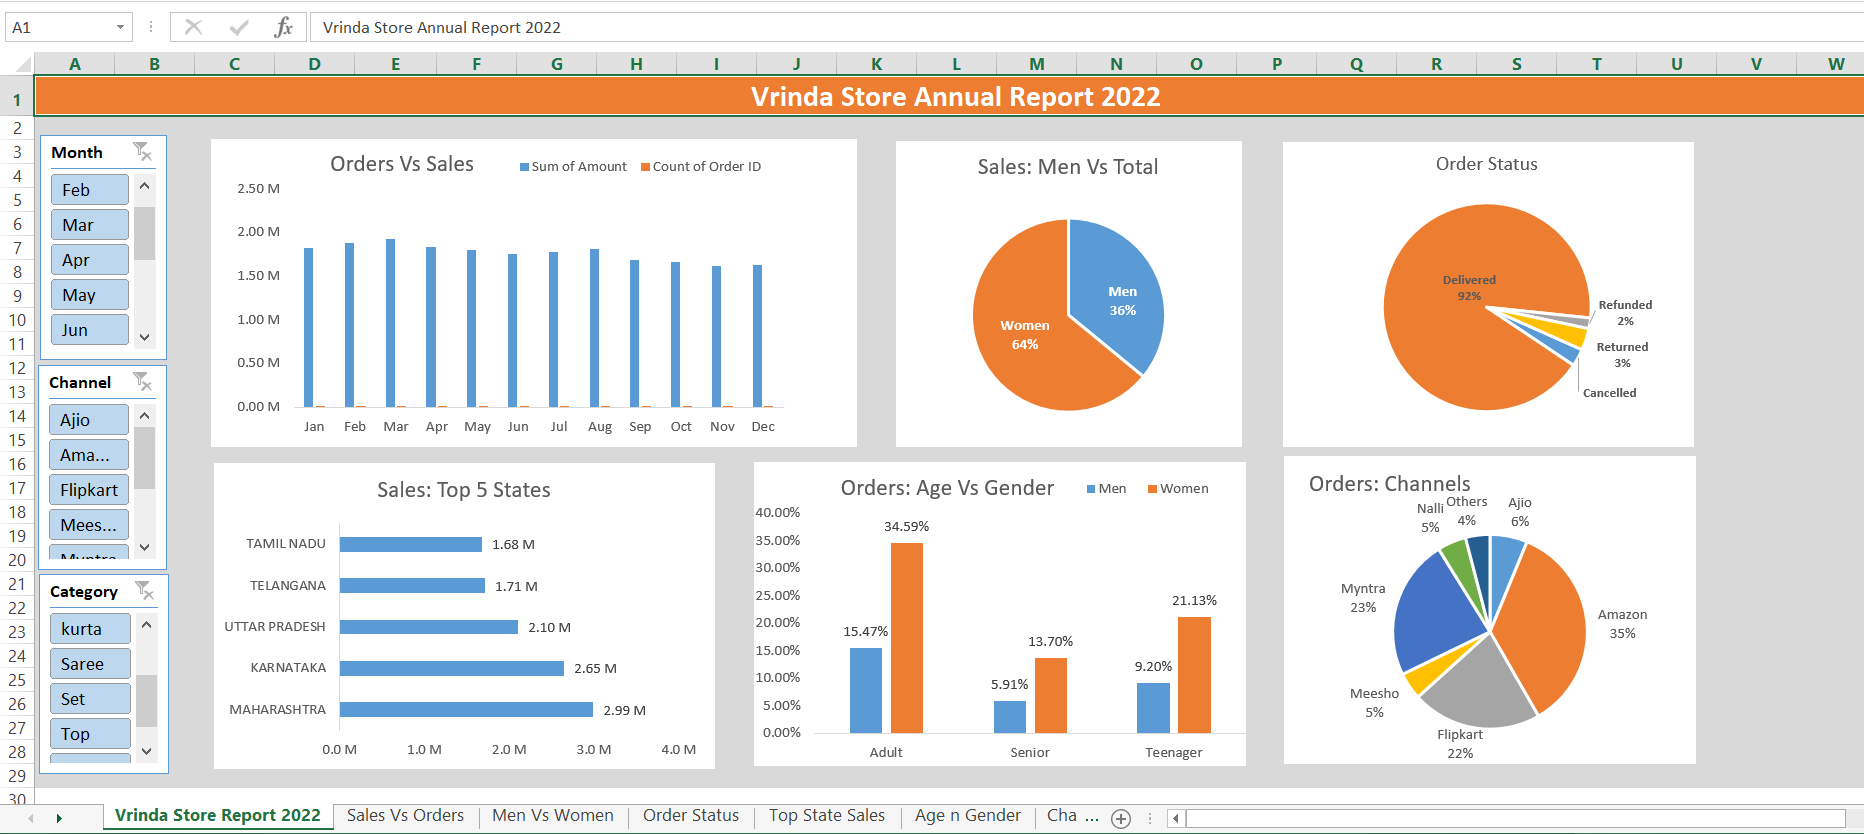 A1
fx
Vrinda Store Annual Report 2022
A B C D E F G H I J K L M N O P Q R S T U V W
1
2
3
4
5
6
7
8
9
10
11
12
13
14
15
16
17
18
19
20
21
22
23
24
25
26
27
28
29
30
Vrinda Store Annual Report 2022
Month
Feb
Mar
Apr
May
Jun
Channel
Ajio
Ama...
Flipkart
Mees...
Myntra
Category
kurta
Saree
Set
Top
Orders Vs Sales
Sum of Amount
Count of Order ID
2.50 M
2.00 M
1.50 M
1.00 M
0.50 M
0.00 M
Jan Feb Mar Apr May Jun Jul Aug Sep Oct Nov Dec
Sales: Men Vs Total
Men
36%
Women
64%
Order Status
Delivered
92%
Refunded
2%
Returned
3%
Cancelled
Sales: Top 5 States
TAMIL NADU 1.68 M
TELANGANA 1.71 M
UTTAR PRADESH 2.10 M
KARNATAKA 2.65 M
MAHARASHTRA 2.99 M
0.0 M 1.0 M 2.0 M 3.0 M 4.0 M
Orders: Age Vs Gender
Men
Women
40.00%
35.00%
30.00%
25.00%
20.00%
15.00%
10.00%
5.00%
0.00%
15.47%
34.59%
5.91%
13.70%
9.20%
21.13%
Adult Senior Teenager
Orders: Channels
Nalli
5%
Others
4%
Ajio
6%
Amazon
35%
Flipkart
22%
Meesho
5%
Myntra
23%
Vrinda Store Report 2022
Sales Vs Orders
Men Vs Women
Order Status
Top State Sales
Age n Gender
Cha ...